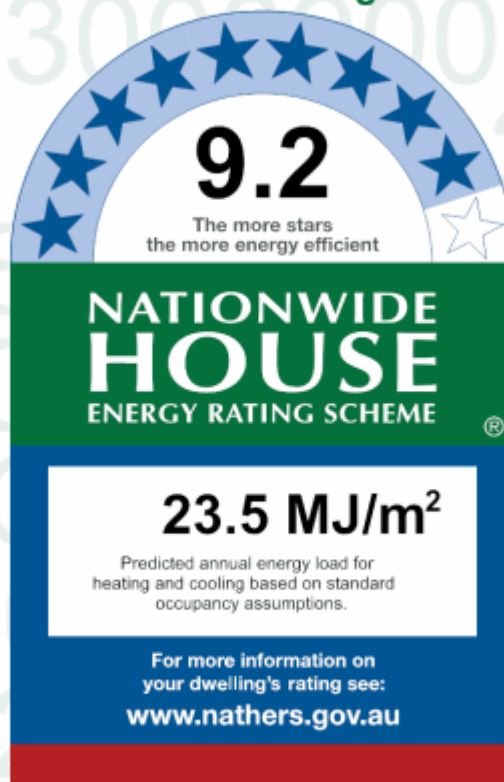 9.2
The more stars
the more energy efficient
NATIONWIDE
HOUSE
ENERGY RATING SCHEME ®
23.5 MJ/m²
Predicted annual energy load for
heating and cooling based on standard
occupancy assumptions.
For more information on
your dwelling's rating see:
www.nathers.gov.au